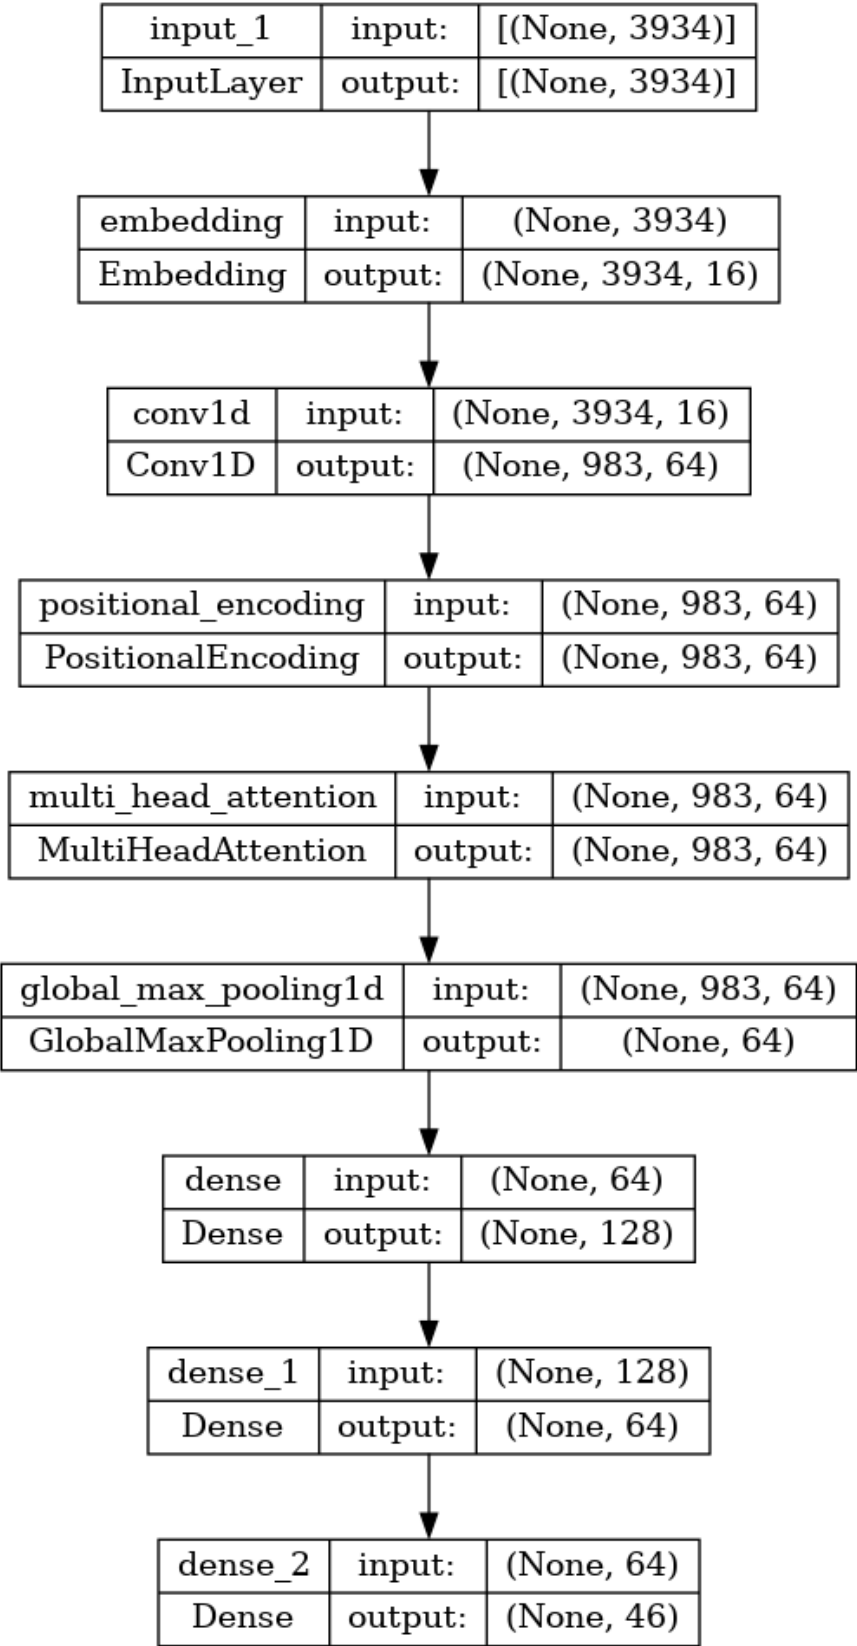 input_1 input: [(None, 3934)]
InputLayer output: [(None, 3934)]
embedding input: (None, 3934)
Embedding output: (None, 3934, 16)
conv1d input: (None, 3934, 16)
Conv1D output: (None, 983, 64)
positional_encoding input: (None, 983, 64)
PositionalEncoding output: (None, 983, 64)
multi_head_attention input: (None, 983, 64)
MultiHeadAttention output: (None, 983, 64)
global_max_pooling1d input: (None, 983, 64)
GlobalMaxPooling1D output: (None, 64)
dense input: (None, 64)
Dense output: (None, 128)
dense_1 input: (None, 128)
Dense output: (None, 64)
dense_2 input: (None, 64)
Dense output: (None, 46)